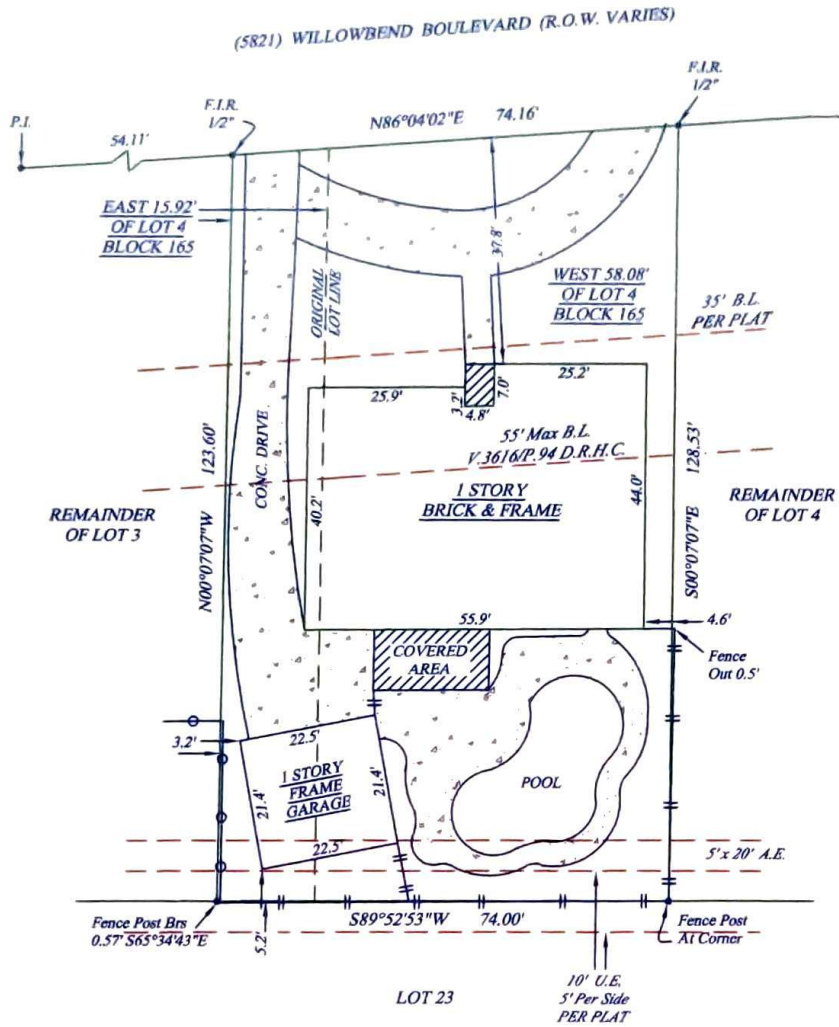 (5821) WILLOWBEND BOULEVARD (R.O.W. VARIES)
P.I.
54.11'
F.I.R.
1/2"
N86°04'02"E 74.16'
F.I.R.
1/2"
EAST 15.92'
OF LOT 4
BLOCK 165
ORIGINAL
LOT LINE
37.8'
WEST 58.08'
OF LOT 4
BLOCK 165
35' B.L.
PER PLAT
25.9'
3.2'
4.8'
7.0'
25.2'
CONC. DRIVE
55' Max B.L.
V.3616/P.94 D.R.H.C.
1 STORY
BRICK & FRAME
40.2'
44.0'
N00°07'07"W 123.60'
S00°07'07"E 128.53'
REMAINDER
OF LOT 3
REMAINDER
OF LOT 4
55.9'
4.6'
COVERED
AREA
Fence
Out 0.5'
3.2'
22.5'
1 STORY
FRAME
GARAGE
21.4'
21.4'
22.5'
POOL
5' x 20' A.E.
Fence Post Brs
0.57' S65°34'43"E
5.2'
S89°52'53"W 74.00'
Fence Post
At Corner
10' U.E.
5' Per Side
PER PLAT
LOT 23